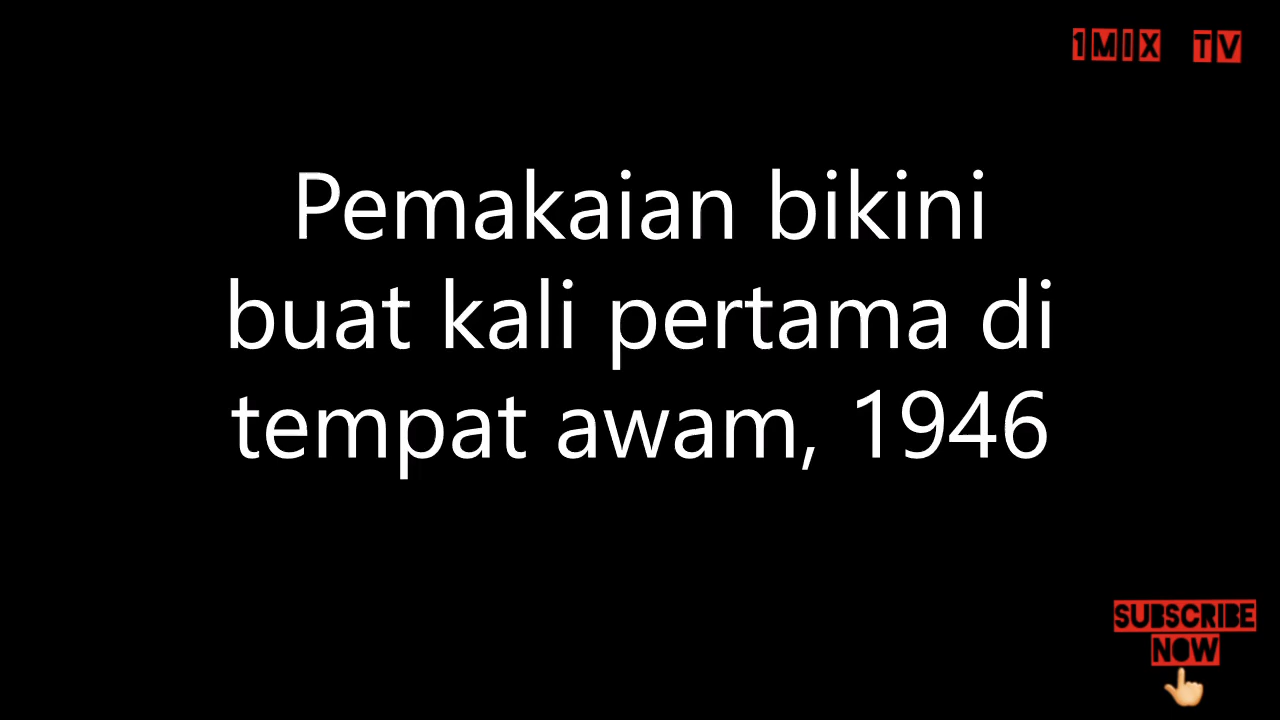 1MIX TV
Pemakaian bikini
buat kali pertama di
tempat awam, 1946
SUBSCRIBE
NOW